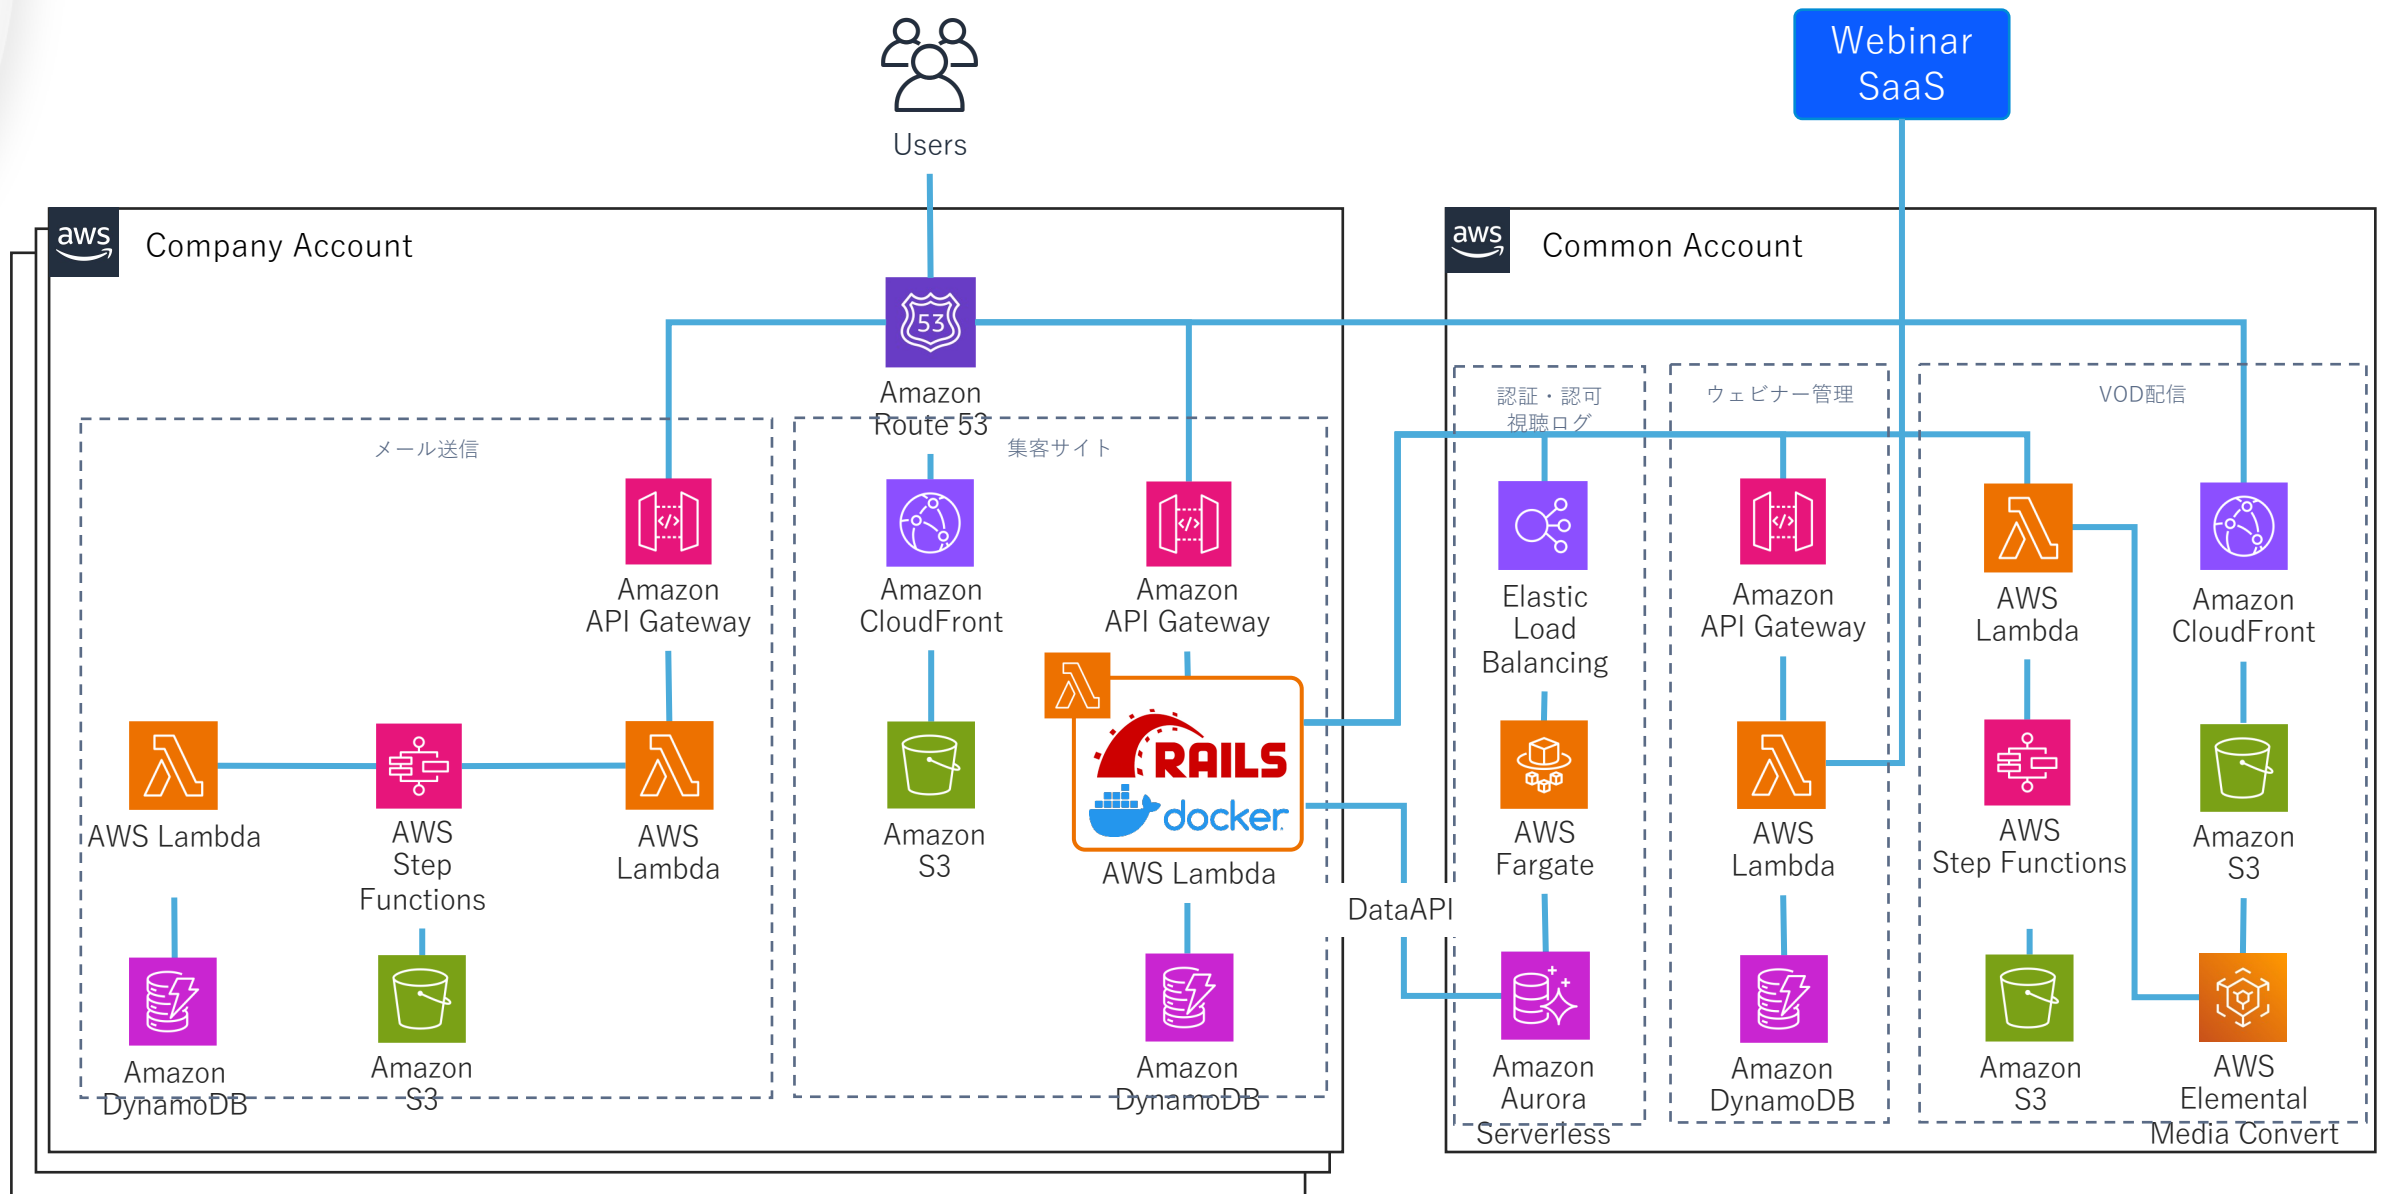 Webinar
SaaS
Users
aws
Company Account
aws
Common Account
53
Amazon
Route 53
メール送信
集客サイト
認証・認可
視聴ログ
ウェビナー管理
VOD配信
</>
Amazon
API Gateway
Amazon
CloudFront
</>
Amazon
API Gateway
Elastic
Load
Balancing
</>
Amazon
API Gateway
AWS
Lambda
Amazon
CloudFront
AWS Lambda
AWS
Step
Functions
AWS
Lambda
Amazon
S3
RAILS
docker
AWS Lambda
DataAPI
AWS
Fargate
AWS
Lambda
AWS
Step Functions
Amazon
S3
Amazon
DynamoDB
Amazon
S3
Amazon
DynamoDB
Amazon
Aurora
Serverless
Amazon
DynamoDB
Amazon
S3
AWS
Elemental
Media Convert